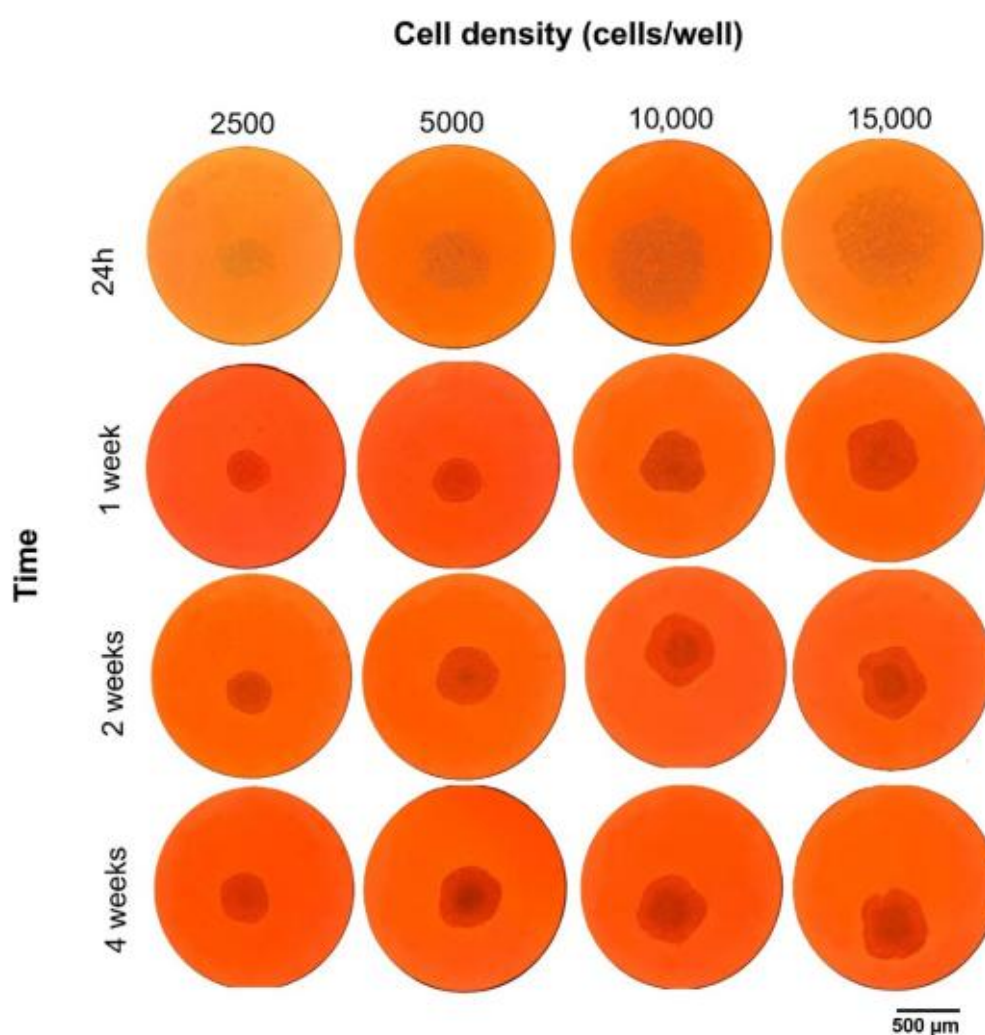 Cell density (cells/well)
2500 5000 10,000 15,000
24h
1 week
2 weeks
4 weeks
Time
500 µm